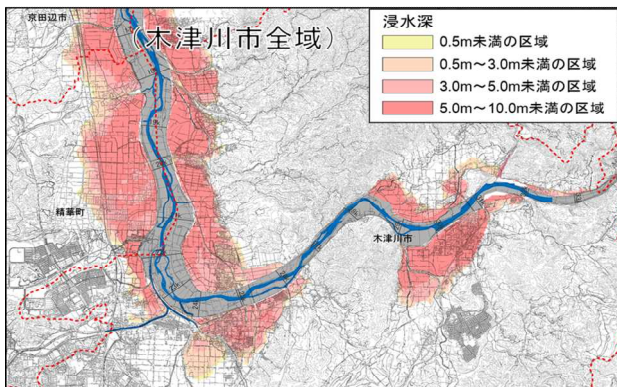 京田辺市
(木津川市全域)
浸水深
0.5m未満の区域
0.5m～3.0m未満の区域
3.0m～5.0m未満の区域
5.0m～10.0m未満の区域
精華町
木津川市